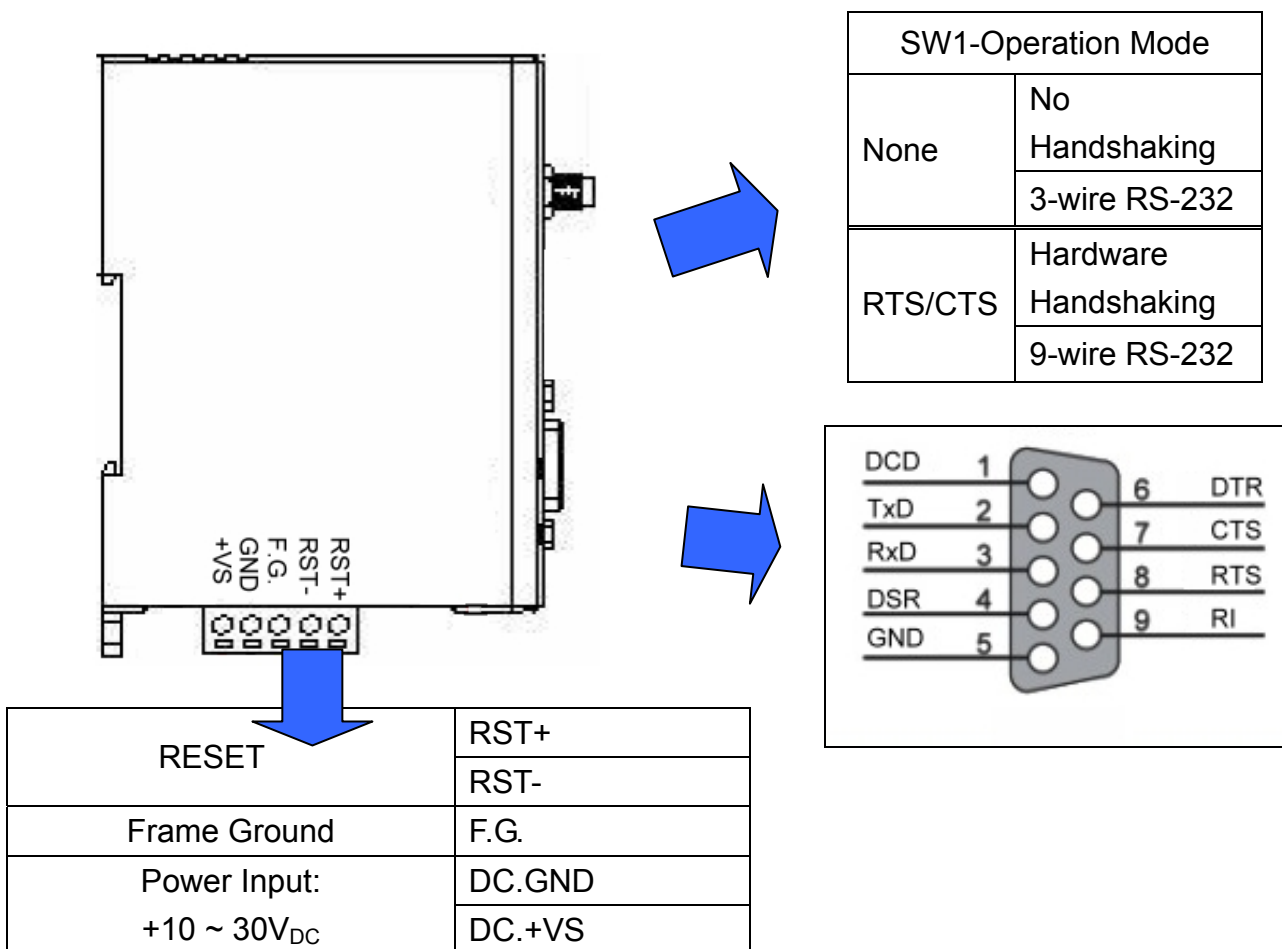 SW1-Operation Mode
None
No
Handshaking
3-wire RS-232
RTS/CTS
Hardware
Handshaking
9-wire RS-232
+VS
GND
F.G.
RST-
RST+
DCD 1
TxD 2
RxD 3
DSR 4
GND 5
6 DTR
7 CTS
8 RTS
9 RI
RESET
RST+
RST-
Frame Ground
F.G.
Power Input:
+10 ~ 30VDC
DC.GND
DC.+VS